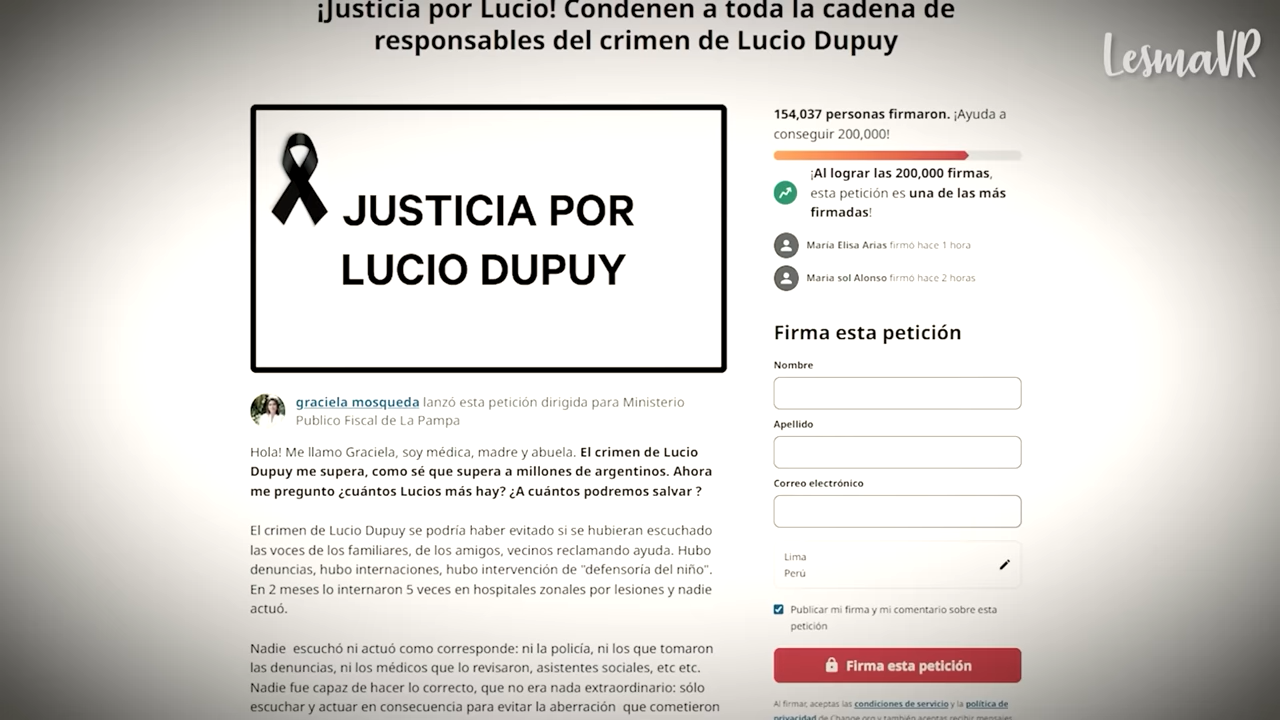 ¡Justicia por Lucio! Condenen a toda la cadena de
responsables del crimen de Lucio Dupuy
LesmaVR
JUSTICIA POR
LUCIO DUPUY
graciela mosqueda lanzó esta petición dirigida para Ministerio
Publico Fiscal de La Pampa
Hola! Me llamo Graciela, soy médica, madre y abuela. El crimen de Lucio
Dupuy me supera, como sé que supera a millones de argentinos. Ahora
me pregunto ¿cuántos Lucios más hay? ¿A cuántos podremos salvar ?
El crimen de Lucio Dupuy se podría haber evitado si se hubieran escuchado
las voces de los familiares, de los amigos, vecinos reclamando ayuda. Hubo
denuncias, hubo internaciones, hubo intervención de "defensoría del niño".
En 2 meses lo internaron 5 veces en hospitales zonales por lesiones y nadie
actuó.
Nadie escuchó ni actuó como corresponde: ni la policía, ni los que tomaron
las denuncias, ni los médicos que lo revisaron, asistentes sociales, etc etc.
Nadie fue capaz de hacer lo correcto, que no era nada extraordinario: sólo
escuchar y actuar en consecuencia para evitar la aberración que cometieron
154,037 personas firmaron. ¡Ayuda a
conseguir 200,000!
¡Al lograr las 200,000 firmas,
esta petición es una de las más
firmadas!
Maria Elisa Arias firmó hace 1 hora
Maria sol Alonso firmó hace 2 horas
Firma esta petición
Nombre
Apellido
Correo electrónico
Lima
Perú
Publicar mi firma y mi comentario sobre esta
petición
Firma esta petición
Al firmar, aceptas las condiciones de servicio y la política de
privacidad de Change.org y también aceptas recibir mensajes